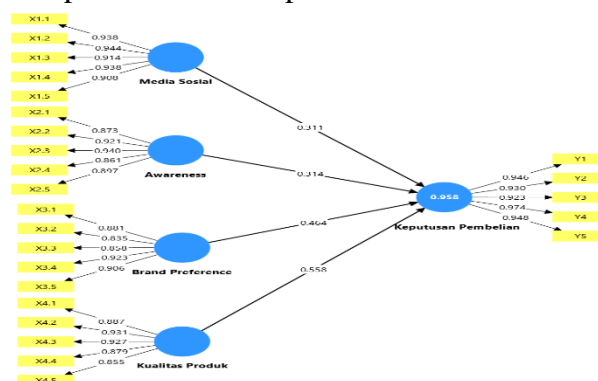 X1.1
X1.2
X1.3
X1.4
X1.5
0.938
0.944
0.914
0.938
0.908
Media Sosial
X2.1
X2.2
X2.3
X2.4
X2.5
0.873
0.921
0.940
0.861
0.897
Awareness
X3.1
X3.2
X3.3
X3.4
X3.5
0.881
0.835
0.858
0.923
0.906
Brand Preference
X4.1
X4.2
X4.3
X4.4
X4.5
0.887
0.931
0.927
0.879
0.855
Kualitas Produk
0.311
0.314
0.464
0.558
0.958
Keputusan Pembelian
0.946
0.930
0.923
0.974
0.948
Y1
Y2
Y3
Y4
Y5